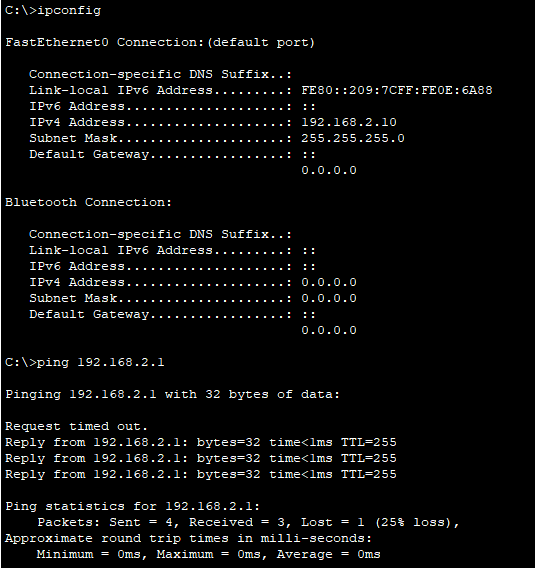 C:\>ipconfig
FastEthernet0 Connection:(default port)
Connection-specific DNS Suffix..:
Link-local IPv6 Address.........: FE80::209:7CFF:FE0E:6A88
IPv6 Address....................: ::
IPv4 Address....................: 192.168.2.10
Subnet Mask.....................: 255.255.255.0
Default Gateway.................: ::
0.0.0.0
Bluetooth Connection:
Connection-specific DNS Suffix..:
Link-local IPv6 Address.........: ::
IPv6 Address....................: ::
IPv4 Address....................: 0.0.0.0
Subnet Mask.....................: 0.0.0.0
Default Gateway.................: ::
0.0.0.0
C:\>ping 192.168.2.1
Pinging 192.168.2.1 with 32 bytes of data:
Request timed out.
Reply from 192.168.2.1: bytes=32 time<1ms TTL=255
Reply from 192.168.2.1: bytes=32 time<1ms TTL=255
Reply from 192.168.2.1: bytes=32 time<1ms TTL=255
Ping statistics for 192.168.2.1:
Packets: Sent = 4, Received = 3, Lost = 1 (25% loss),
Approximate round trip times in milli-seconds:
Minimum = 0ms, Maximum = 0ms, Average = 0ms